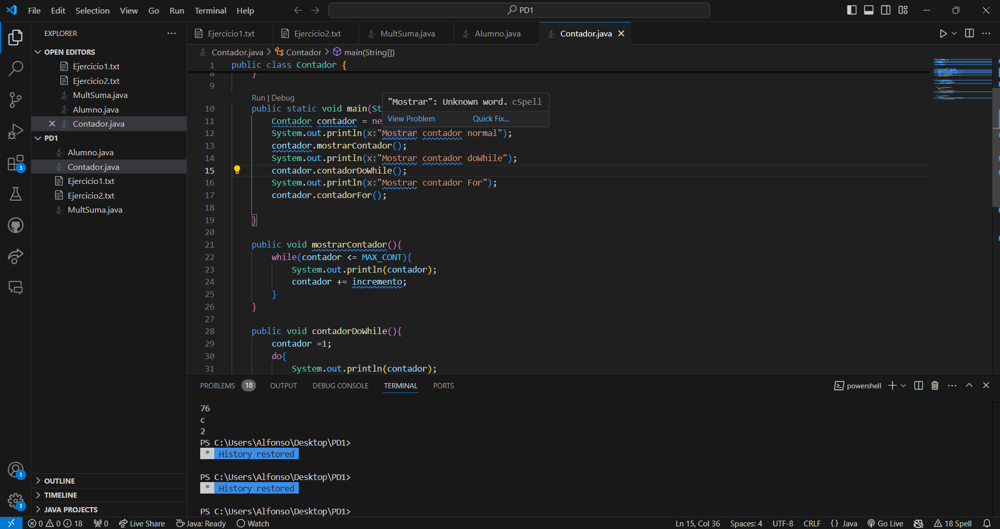 File Edit Selection View Go Run Terminal Help
PD1
EXPLORER
OPEN EDITORS
Ejercicio1.txt
Ejercicio2.txt
MultSuma.java
Alumno.java
Contador.java
PD1
Alumno.java
Contador.java
Ejercicio1.txt
Ejercicio2.txt
MultSuma.java
OUTLINE
TIMELINE
JAVA PROJECTS
3
1
1
Ejercicio1.txt Ejercicio2.txt MultSuma.java Alumno.java Contador.java
Contador.java > Contador > main(String[])
1 public class Contador {
8 }
9
Run | Debug
"Mostrar": Unknown word. cSpell
View Problem Quick Fix...
10 public static void main(St
11 Contador contador = ne
12 System.out.println(x:"Mostrar contador normal");
13 contador.mostrarContador();
14 System.out.println(x:"Mostrar contador doWhile");
15 contador.contadorDoWhile();
16 System.out.println(x:"Mostrar contador For");
17 contador.contadorFor();
18
19 }
20
21 public void mostrarContador(){
22 while(contador <= MAX_CONT){
23 System.out.println(contador);
24 contador += incremento;
25 }
26 }
27
28 public void contadorDoWhile(){
29 contador =1;
30 do{
31 System.out.println(contador);
PROBLEMS 18 OUTPUT DEBUG CONSOLE TERMINAL PORTS
powershell
76
c
2
PS C:\Users\Alfonso\Desktop\PD1>
* History restored
PS C:\Users\Alfonso\Desktop\PD1>
* History restored
PS C:\Users\Alfonso\Desktop\PD1>
0 0 18 0 Live Share Java: Ready Watch
Ln 15, Col 36 Spaces: 4 UTF-8 CRLF {} Java Go Live 18 Spell